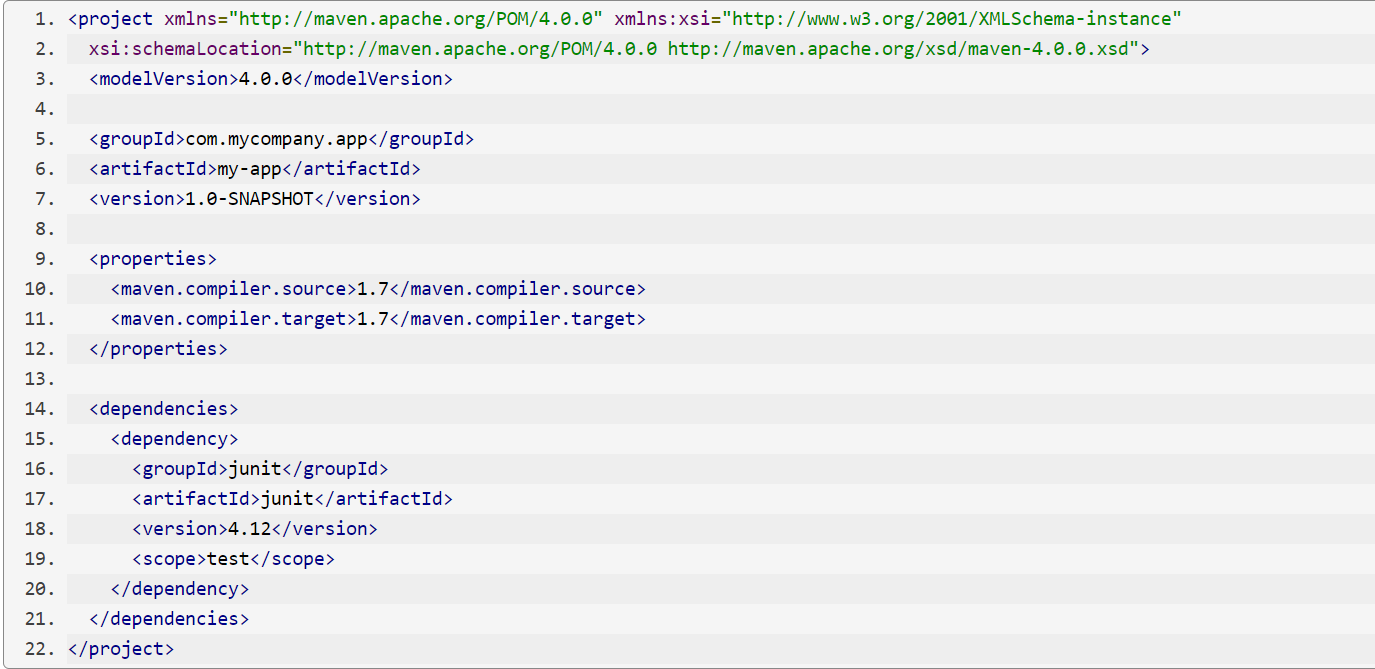 1. <project xmlns="http://maven.apache.org/POM/4.0.0" xmlns:xsi="http://www.w3.org/2001/XMLSchema-instance"
2.   xsi:schemaLocation="http://maven.apache.org/POM/4.0.0 http://maven.apache.org/xsd/maven-4.0.0.xsd">
3.   <modelVersion>4.0.0</modelVersion>
4.
5.   <groupId>com.mycompany.app</groupId>
6.   <artifactId>my-app</artifactId>
7.   <version>1.0-SNAPSHOT</version>
8.
9.   <properties>
10.     <maven.compiler.source>1.7</maven.compiler.source>
11.     <maven.compiler.target>1.7</maven.compiler.target>
12.   </properties>
13.
14.   <dependencies>
15.     <dependency>
16.       <groupId>junit</groupId>
17.       <artifactId>junit</artifactId>
18.       <version>4.12</version>
19.       <scope>test</scope>
20.     </dependency>
21.   </dependencies>
22. </project>